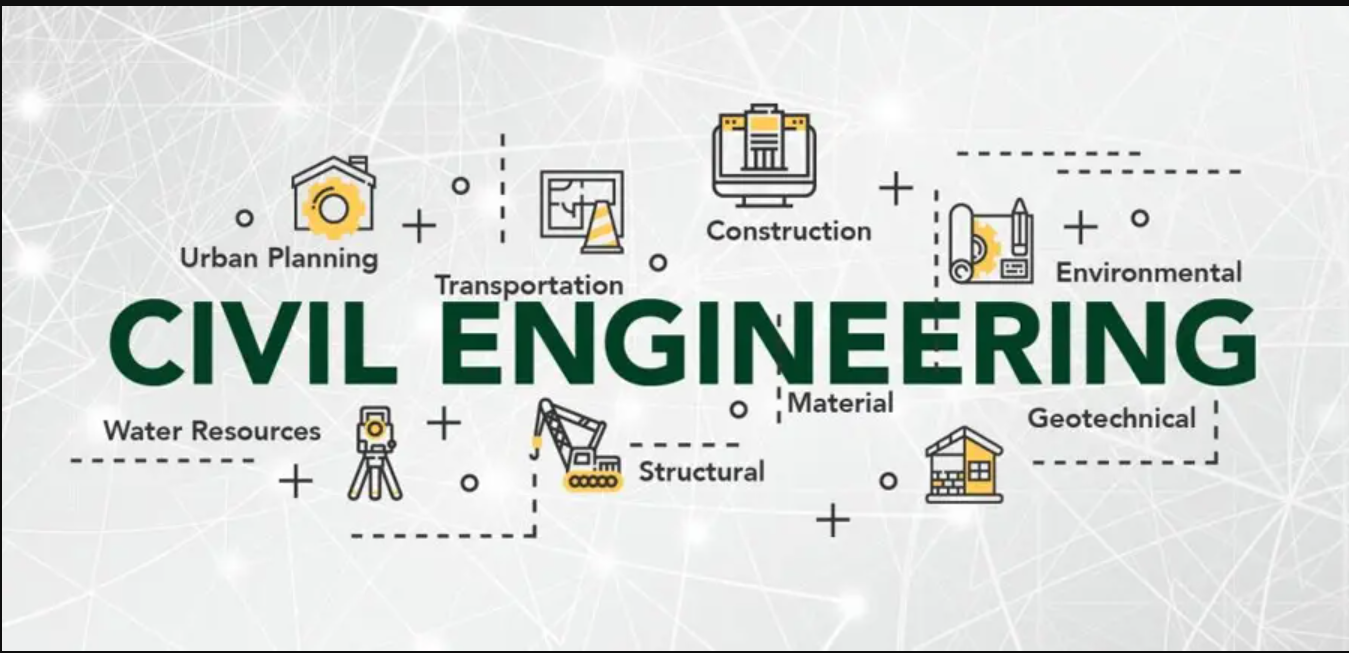 Construction
Urban Planning
Environmental
Transportation
CIVIL ENGINEERING
Material
Geotechnical
Water Resources
Structural